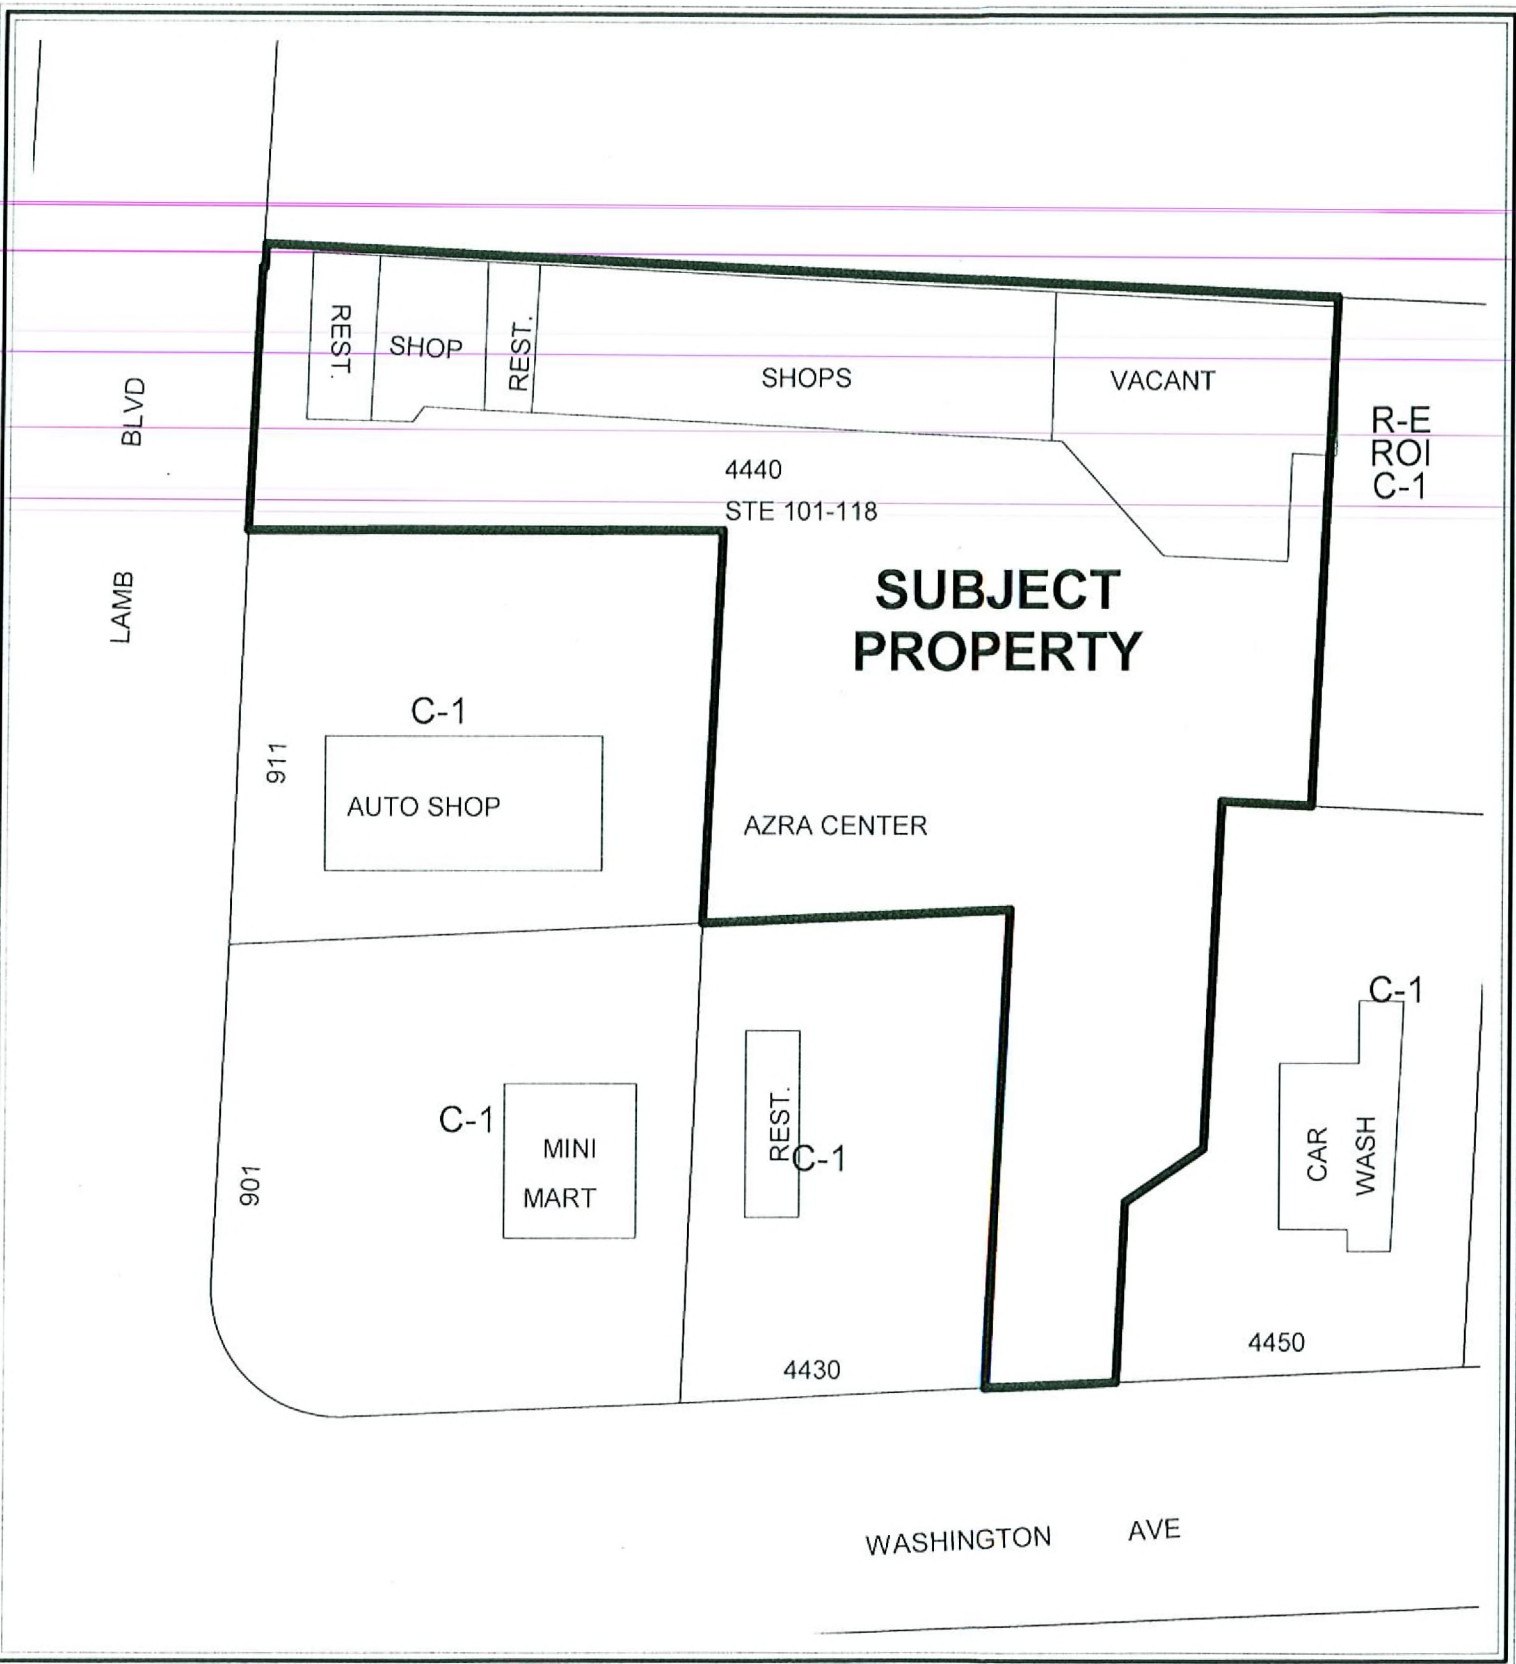 REST.
SHOP
REST.
SHOPS
VACANT
BLVD
R-E
ROI
C-1
4440
STE 101-118
LAMB
SUBJECT
PROPERTY
C-1
911
AUTO SHOP
AZRA CENTER
C-1
C-1
MINI
MART
REST.
C-1
CAR
WASH
901
4430
4450
WASHINGTON AVE